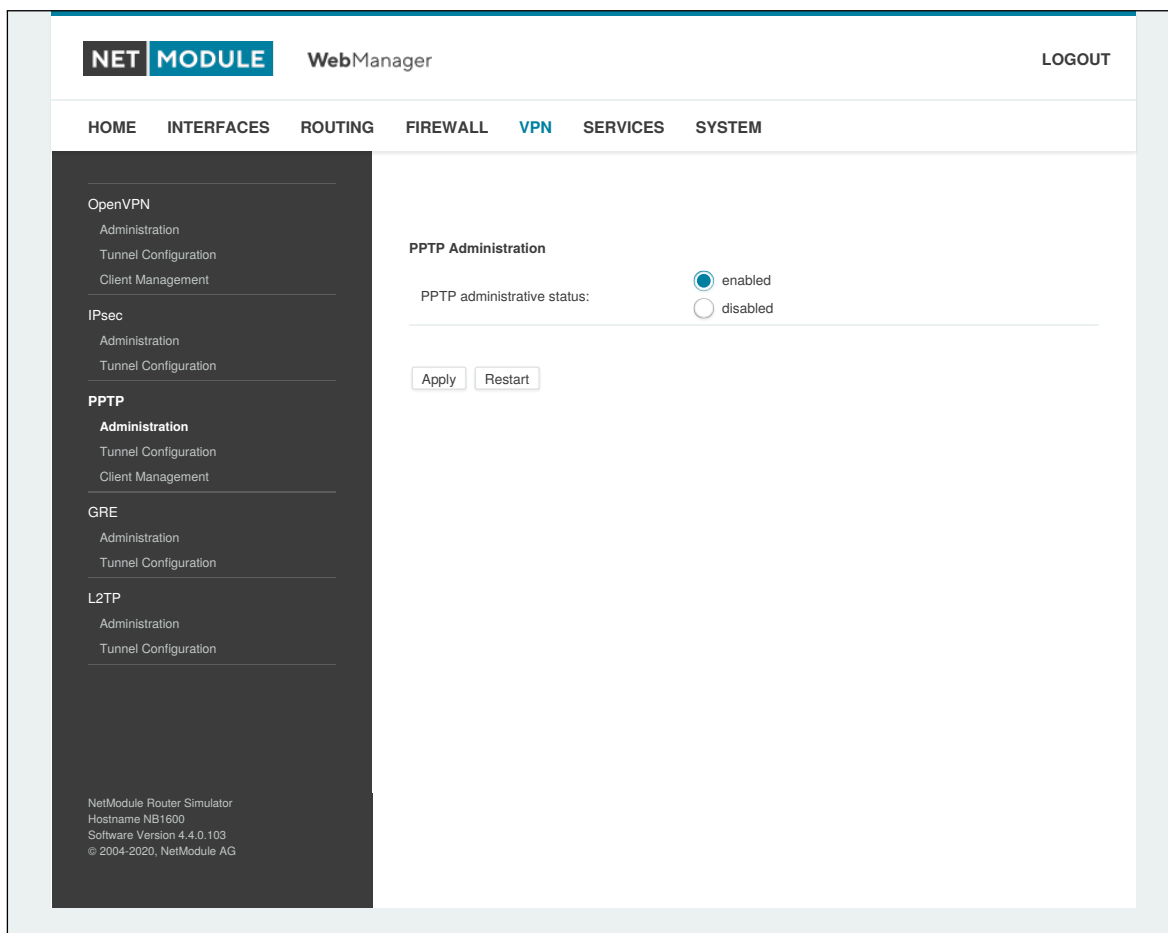 NET MODULE WebManager LOGOUT
HOME INTERFACES ROUTING FIREWALL VPN SERVICES SYSTEM
OpenVPN
Administration
Tunnel Configuration
Client Management
IPsec
Administration
Tunnel Configuration
PPTP
Administration
Tunnel Configuration
Client Management
GRE
Administration
Tunnel Configuration
L2TP
Administration
Tunnel Configuration
NetModule Router Simulator
Hostname NB1600
Software Version 4.4.0.103
© 2004-2020, NetModule AG
PPTP Administration
PPTP administrative status:
enabled
disabled
Apply Restart